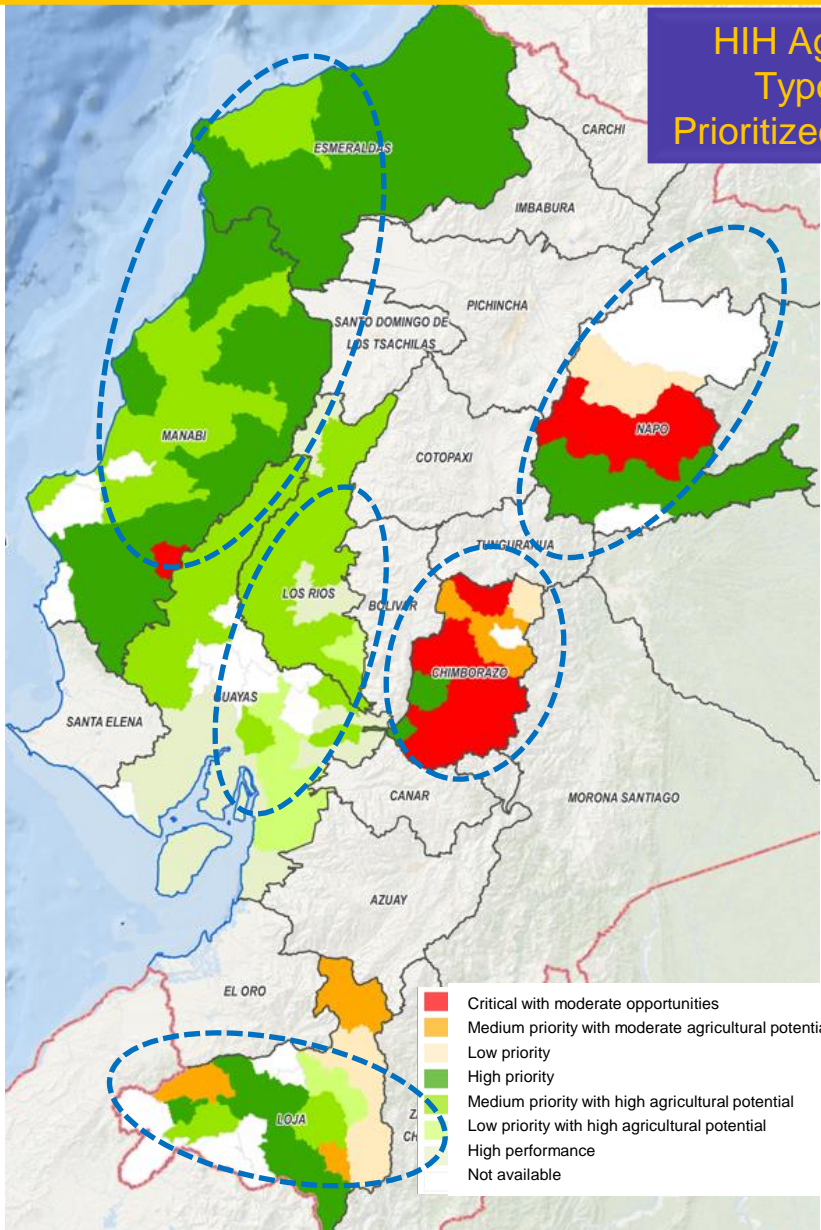 HIH Ag
Type
Prioritized
CARCHI
ESMERALDAS
IMBABURA
PICHINCHA
SANTO DOMINGO DE
LOS TSACHILAS
NAPO
MANABI
COTOPAXI
TUNGURAHUA
LOS RIOS
BOLIVAR
CHIMBORAZO
GUAYAS
SANTA ELENA
CANAR
MORONA SANTIAGO
AZUAY
EL ORO
LOJA
Z
CH
Critical with moderate opportunities
Medium priority with moderate agricultural potentia
Low priority
High priority
Medium priority with high agricultural potential
Low priority with high agricultural potential
High performance
Not available